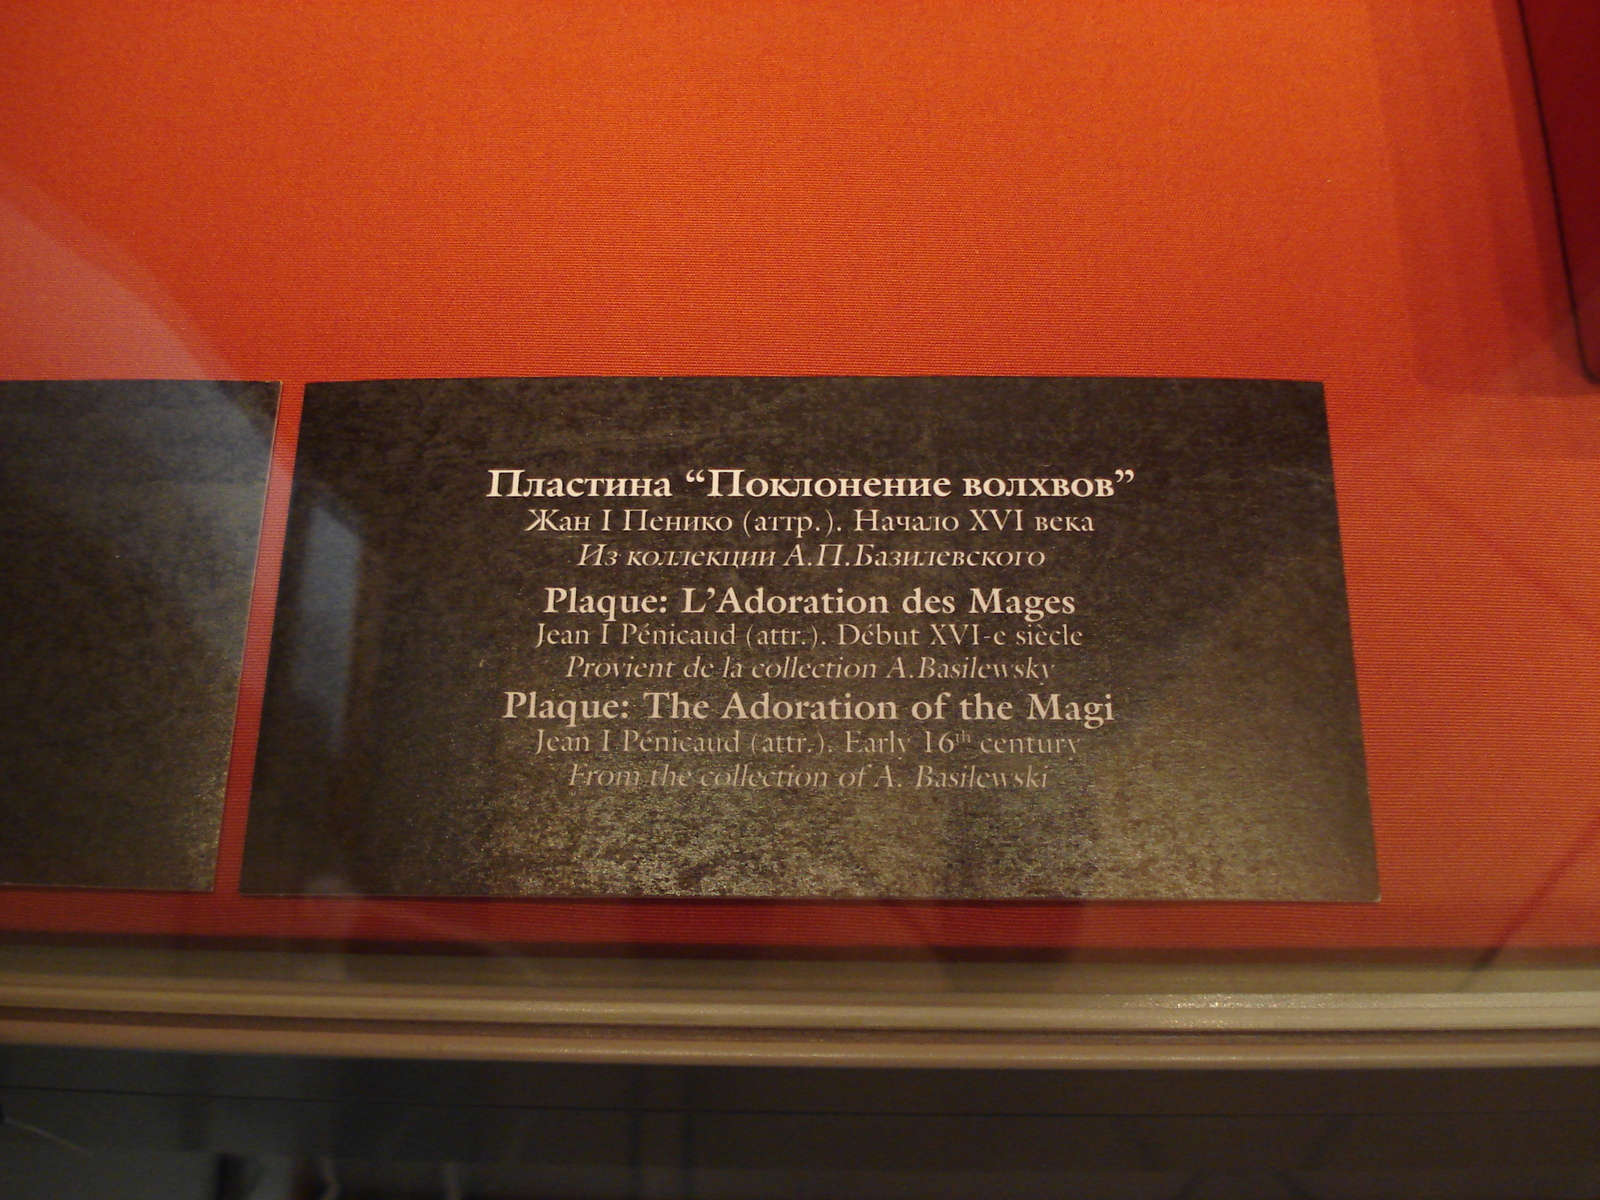 Пластина “Поклонение волхвов”
Жан I Пенико (аттр.). Начало XVI века
Из коллекции А.П.Базилевского
Plaque: L’Adoration des Mages
Jean I Pénicaud (attr.). Début XVI-e siècle
Provient de la collection A.Basilewsky
Plaque: The Adoration of the Magi
Jean I Pénicaud (attr.). Early 16th century
From the collection of A. Basilewski